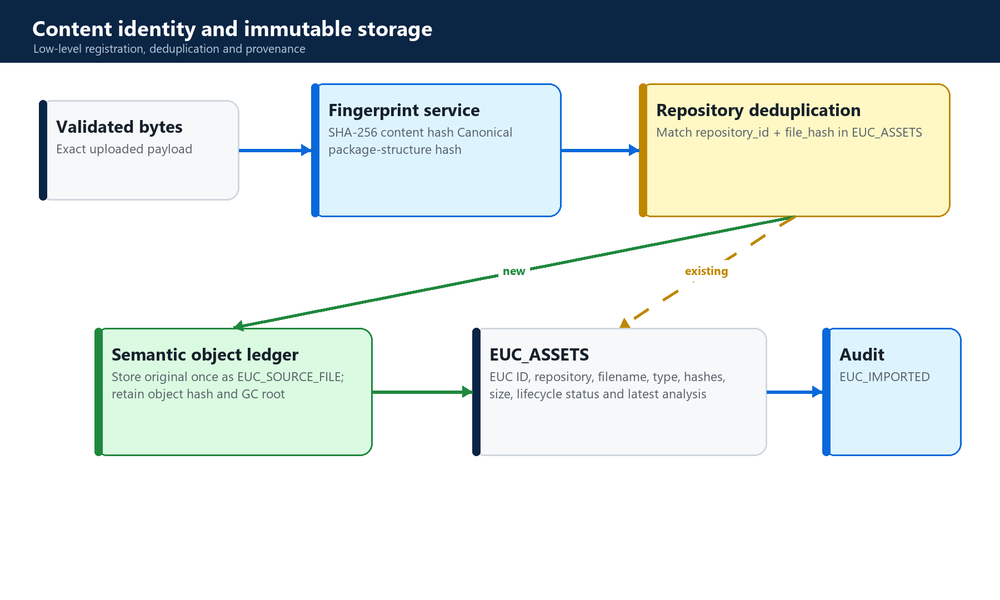 Content identity and immutable storage
Low-level registration, deduplication and provenance
Validated bytes
Exact uploaded payload
Fingerprint service
SHA-256 content hash Canonical
package-structure hash
Repository deduplication
Match repository_id + file_hash in EUC_ASSETS
new
existing
Semantic object ledger
Store original once as EUC_SOURCE_FILE;
retain object hash and GC root
EUC_ASSETS
EUC ID, repository, filename, type, hashes,
size, lifecycle status and latest analysis
Audit
EUC_IMPORTED